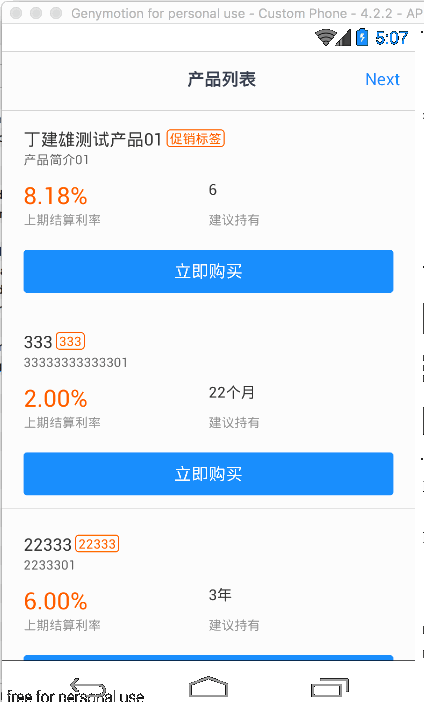 Genymotion for personal use - Custom Phone - 4.2.2 - AP
5:07
产品列表 Next
丁建雄测试产品01 促销标签
产品简介01
8.18% 6
上期结算利率 建议持有
立即购买
333 333
33333333333301
2.00% 22个月
上期结算利率 建议持有
立即购买
22333 22333
2233301
6.00% 3年
上期结算利率 建议持有
free for personal use